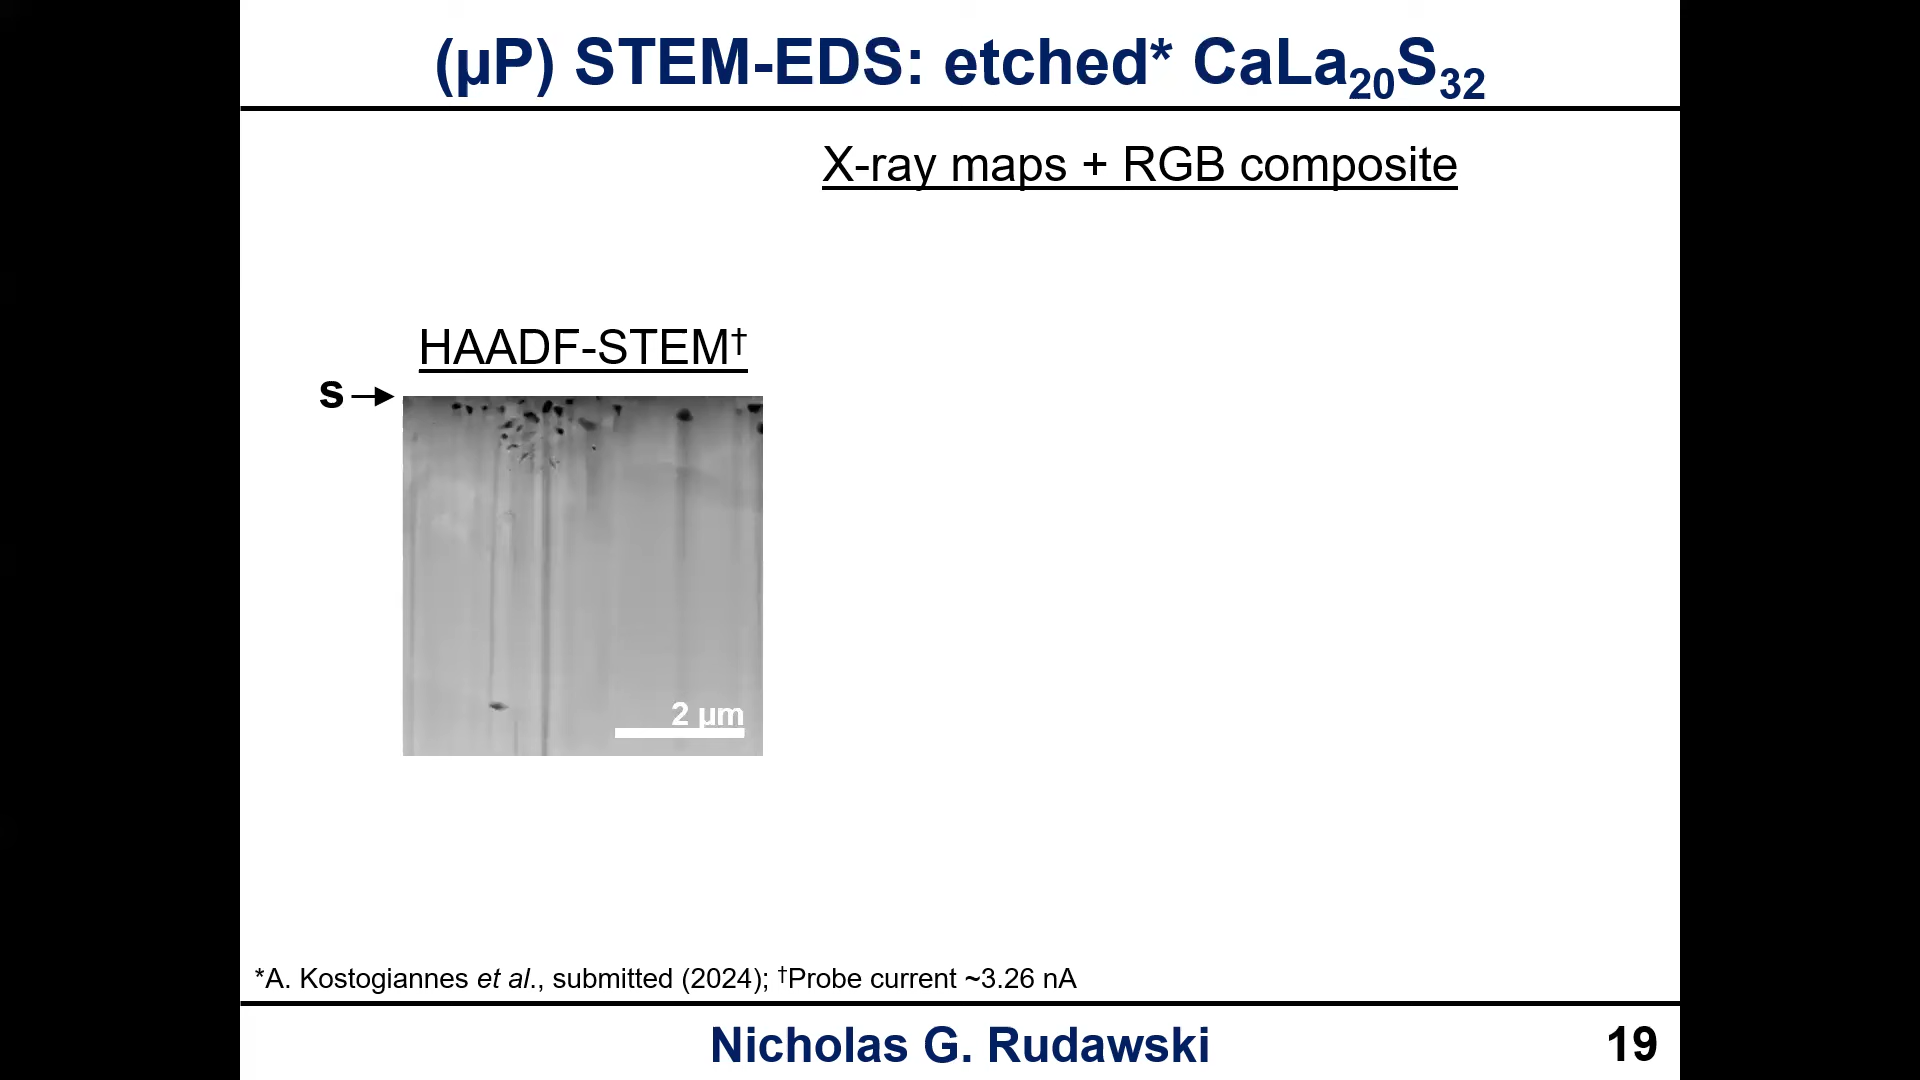 (µP) STEM-EDS: etched* CaLa₂₀S₃₂
X-ray maps + RGB composite
HAADF-STEM†
s
2 µm
*A. Kostogiannes et al., submitted (2024); †Probe current ~3.26 nA
Nicholas G. Rudawski
19